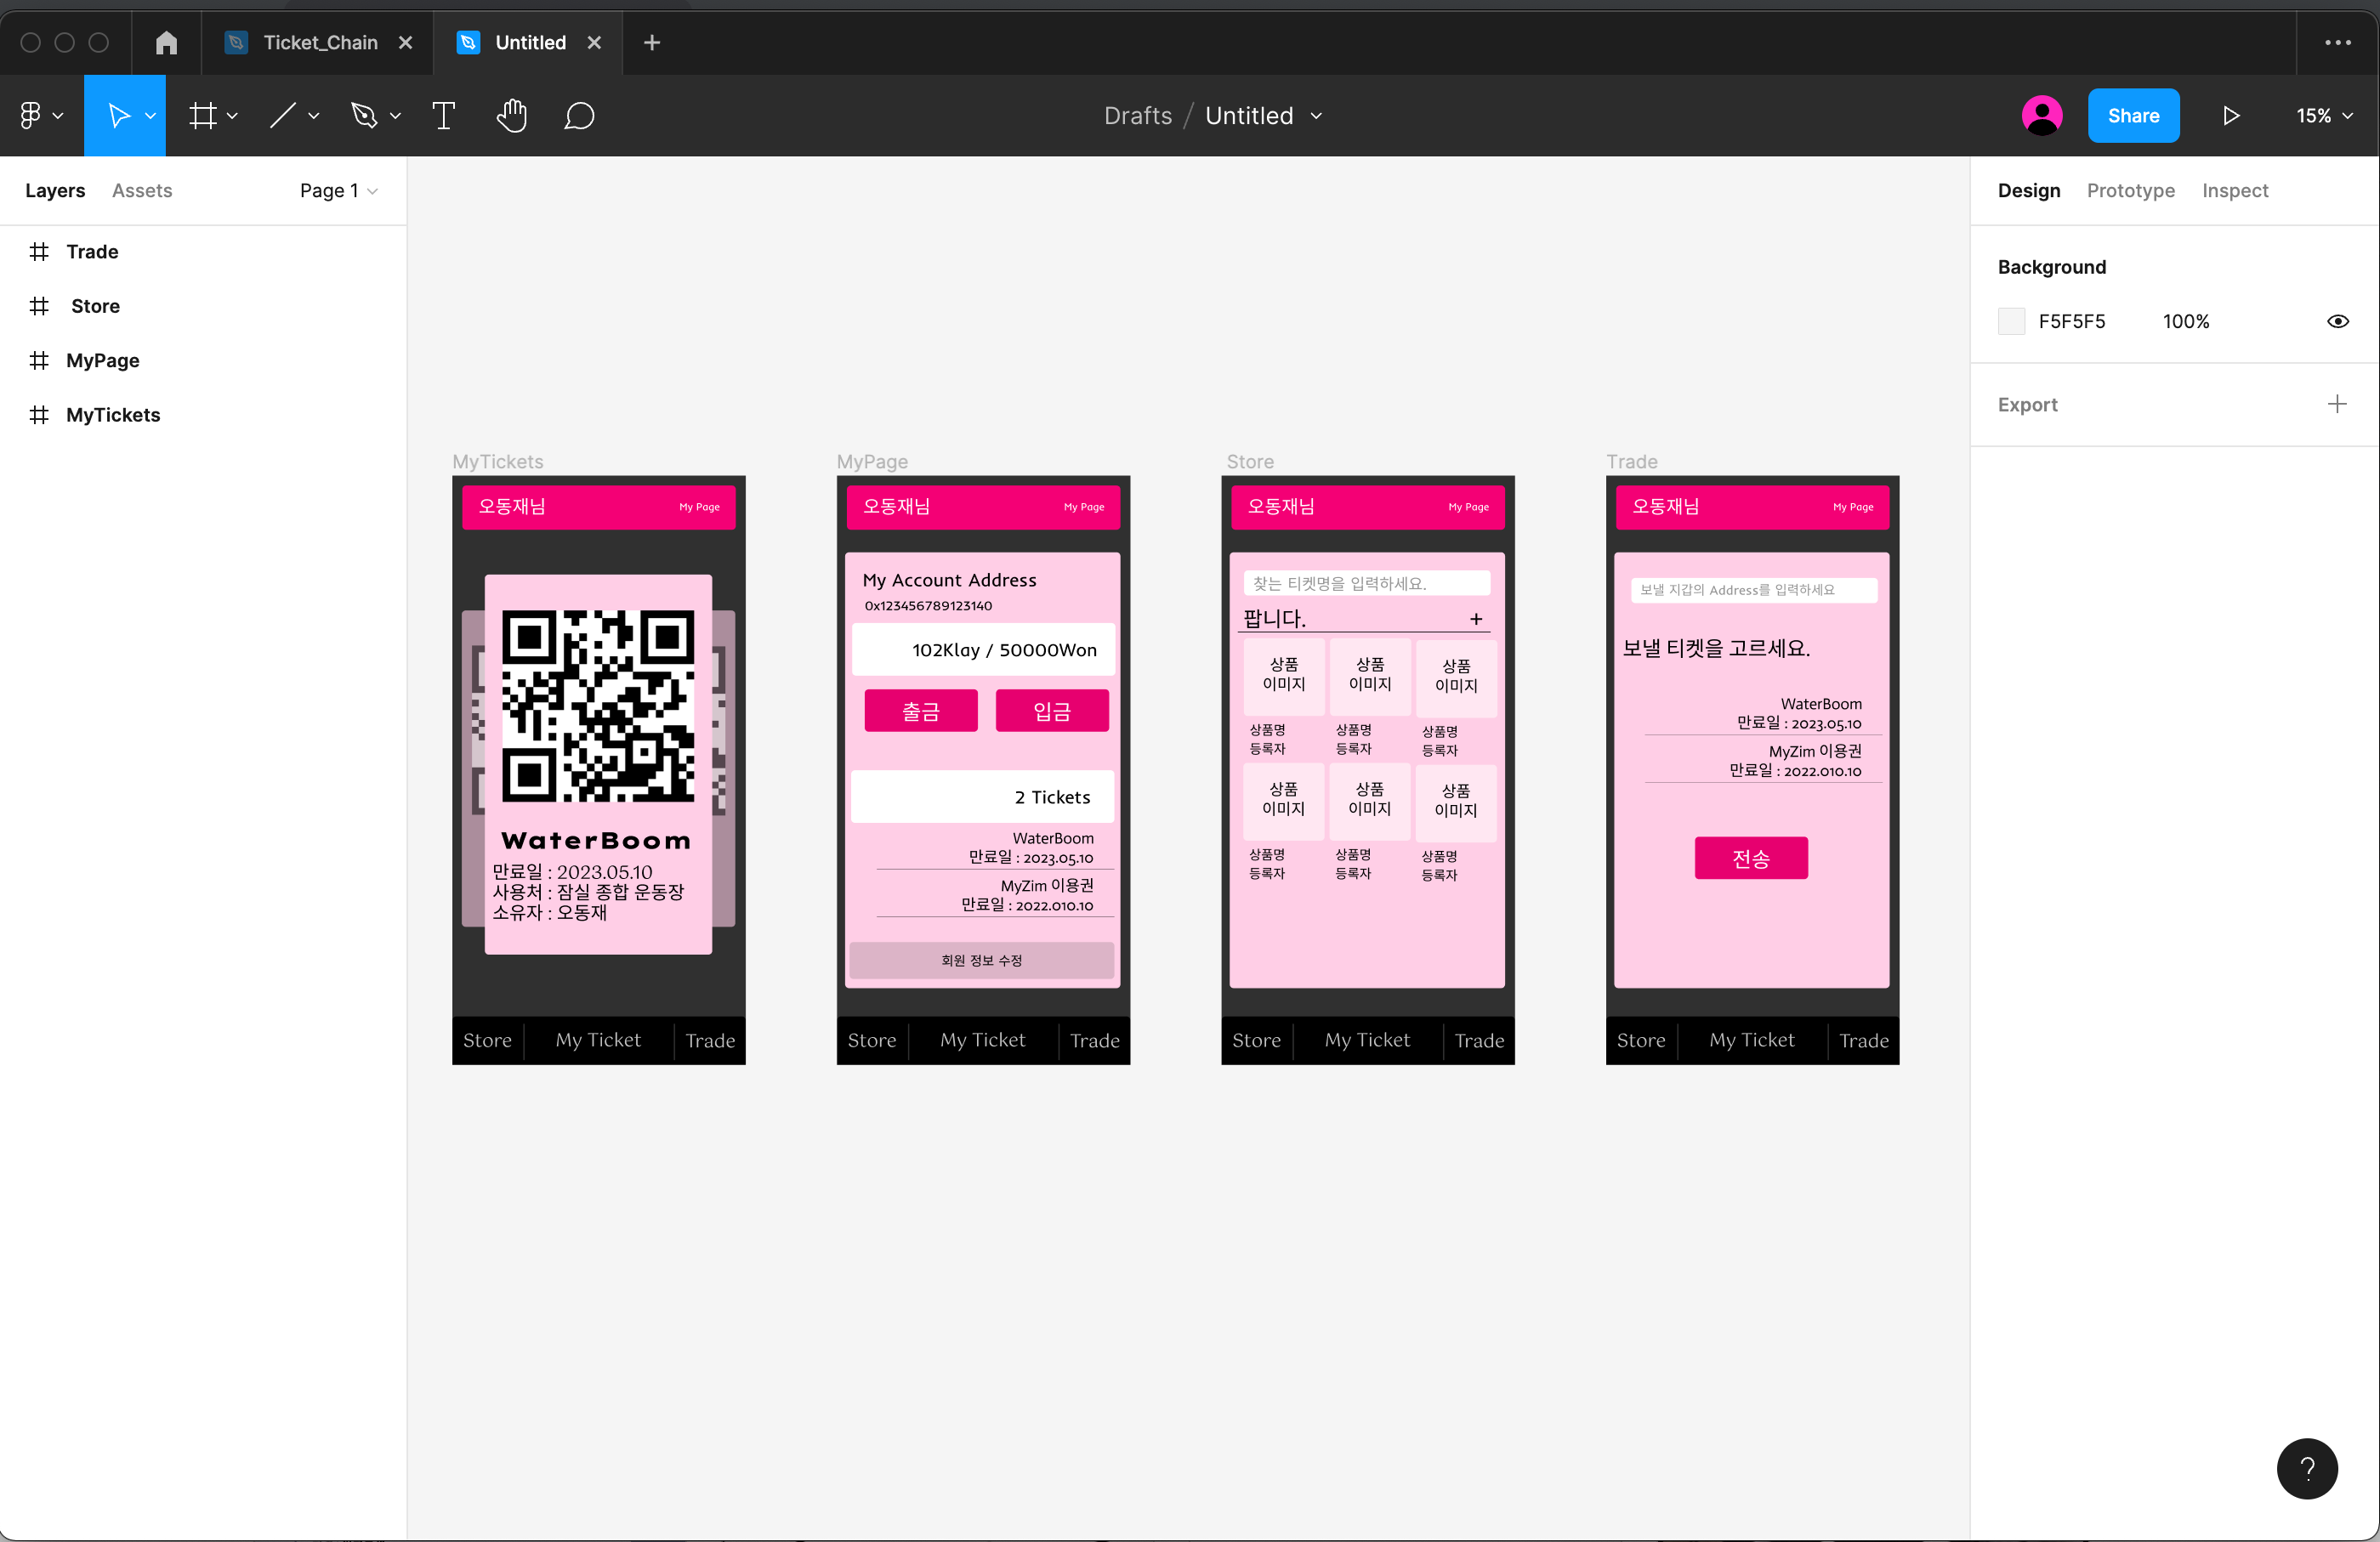 Ticket_Chain
Untitled
Drafts / Untitled
Share
15%
Layers
Assets
Page 1
Trade
Store
MyPage
MyTickets
Design
Prototype
Inspect
Background
F5F5F5
100%
Export
MyTickets
오동재님
My Page
WaterBoom
만료일 : 2023.05.10
사용처 : 잠실 종합 운동장
소유자 : 오동재
Store
My Ticket
Trade
MyPage
오동재님
My Page
My Account Address
0x123456789123140
102Klay / 50000Won
출금
입금
2 Tickets
WaterBoom
만료일 : 2023.05.10
MyZim 이용권
만료일 : 2022.010.10
회원 정보 수정
Store
My Ticket
Trade
Store
오동재님
My Page
찾는 티켓명을 입력하세요.
팝니다.
+
상품
이미지
상품
이미지
상품
이미지
상품명
등록자
상품명
등록자
상품명
등록자
상품
이미지
상품
이미지
상품
이미지
상품명
등록자
상품명
등록자
상품명
등록자
Store
My Ticket
Trade
Trade
오동재님
My Page
보낼 지갑의 Address를 입력하세요
보낼 티켓을 고르세요.
WaterBoom
만료일 : 2023.05.10
MyZim 이용권
만료일 : 2022.010.10
전송
Store
My Ticket
Trade
?